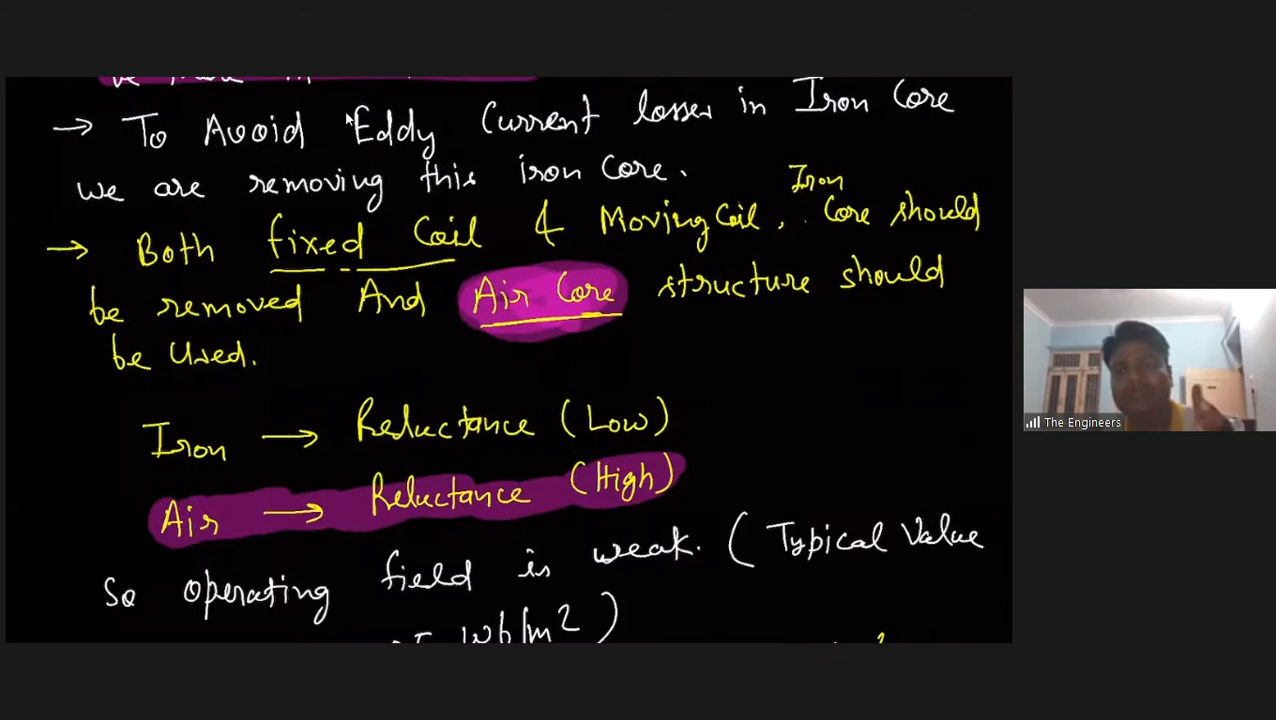 → To Avoid Eddy Current losses in Iron Core
we are removing this iron Core.
→ Both fixed Coil & Moving Coil, Iron Core should
be removed And Air Core structure should
be Used.
Iron → Reluctance (Low)
Air → Reluctance (High)
So operating field is weak. (Typical Value
wb/m2)
The Engineers